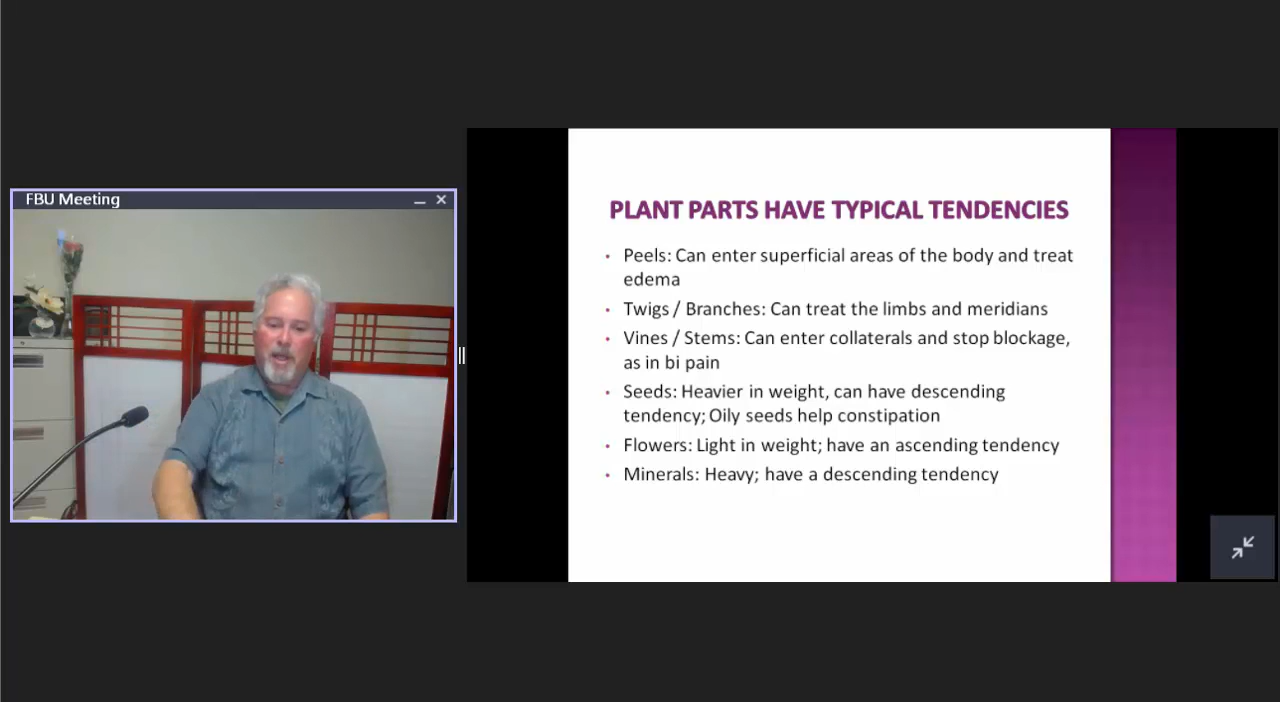 FBU Meeting
PLANT PARTS HAVE TYPICAL TENDENCIES
• Peels: Can enter superficial areas of the body and treat
edema
• Twigs / Branches: Can treat the limbs and meridians
• Vines / Stems: Can enter collaterals and stop blockage,
as in bi pain
• Seeds: Heavier in weight, can have descending
tendency; Oily seeds help constipation
• Flowers: Light in weight; have an ascending tendency
• Minerals: Heavy; have a descending tendency